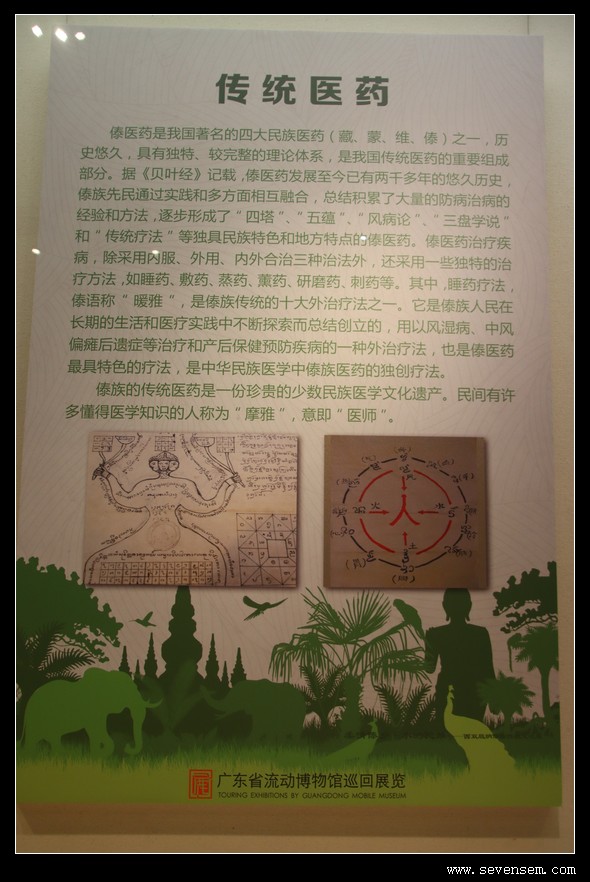 传统医药
傣医药是我国著名的四大民族医药（藏、蒙、维、傣）之一，历
史悠久，具有独特、较完整的理论体系，是我国传统医药的重要组成
部分。据《贝叶经》记载，傣医药发展至今已有两千多年的悠久历史，
傣族先民通过实践和多方面相互融合，总结积累了大量的防病治病的
经验和方法，逐步形成了“四塔”、“五蕴”、“风病论”、“三盘学说”
和“传统疗法”等独具民族特色和地方特点的傣医药。傣医药治疗疾
病，除采用内服、外用、内外合治三种治法外，还采用一些独特的治
疗方法，如睡药、敷药、蒸药、熏药、研磨药、刺药等。其中，睡药疗法，
傣语称“暖雅”，是傣族传统的十大外治疗法之一。它是傣族人民在
长期的生活和医疗实践中不断探索而总结创立的，用以风湿病、中风
偏瘫后遗症等治疗和产后保健预防疾病的一种外治疗法，也是傣医药
最具特色的疗法，是中华民族医学中傣族医药的独创疗法。
傣族的传统医药是一份珍贵的少数民族医学文化遗产。民间有许
多懂得医学知识的人称为“摩雅”，意即“医师”。
火 人 水
土
广东省流动博物馆巡回展览
TOURING EXHIBITIONS BY GUANGDONG MOBILE MUSEUM
www.sevensem.com